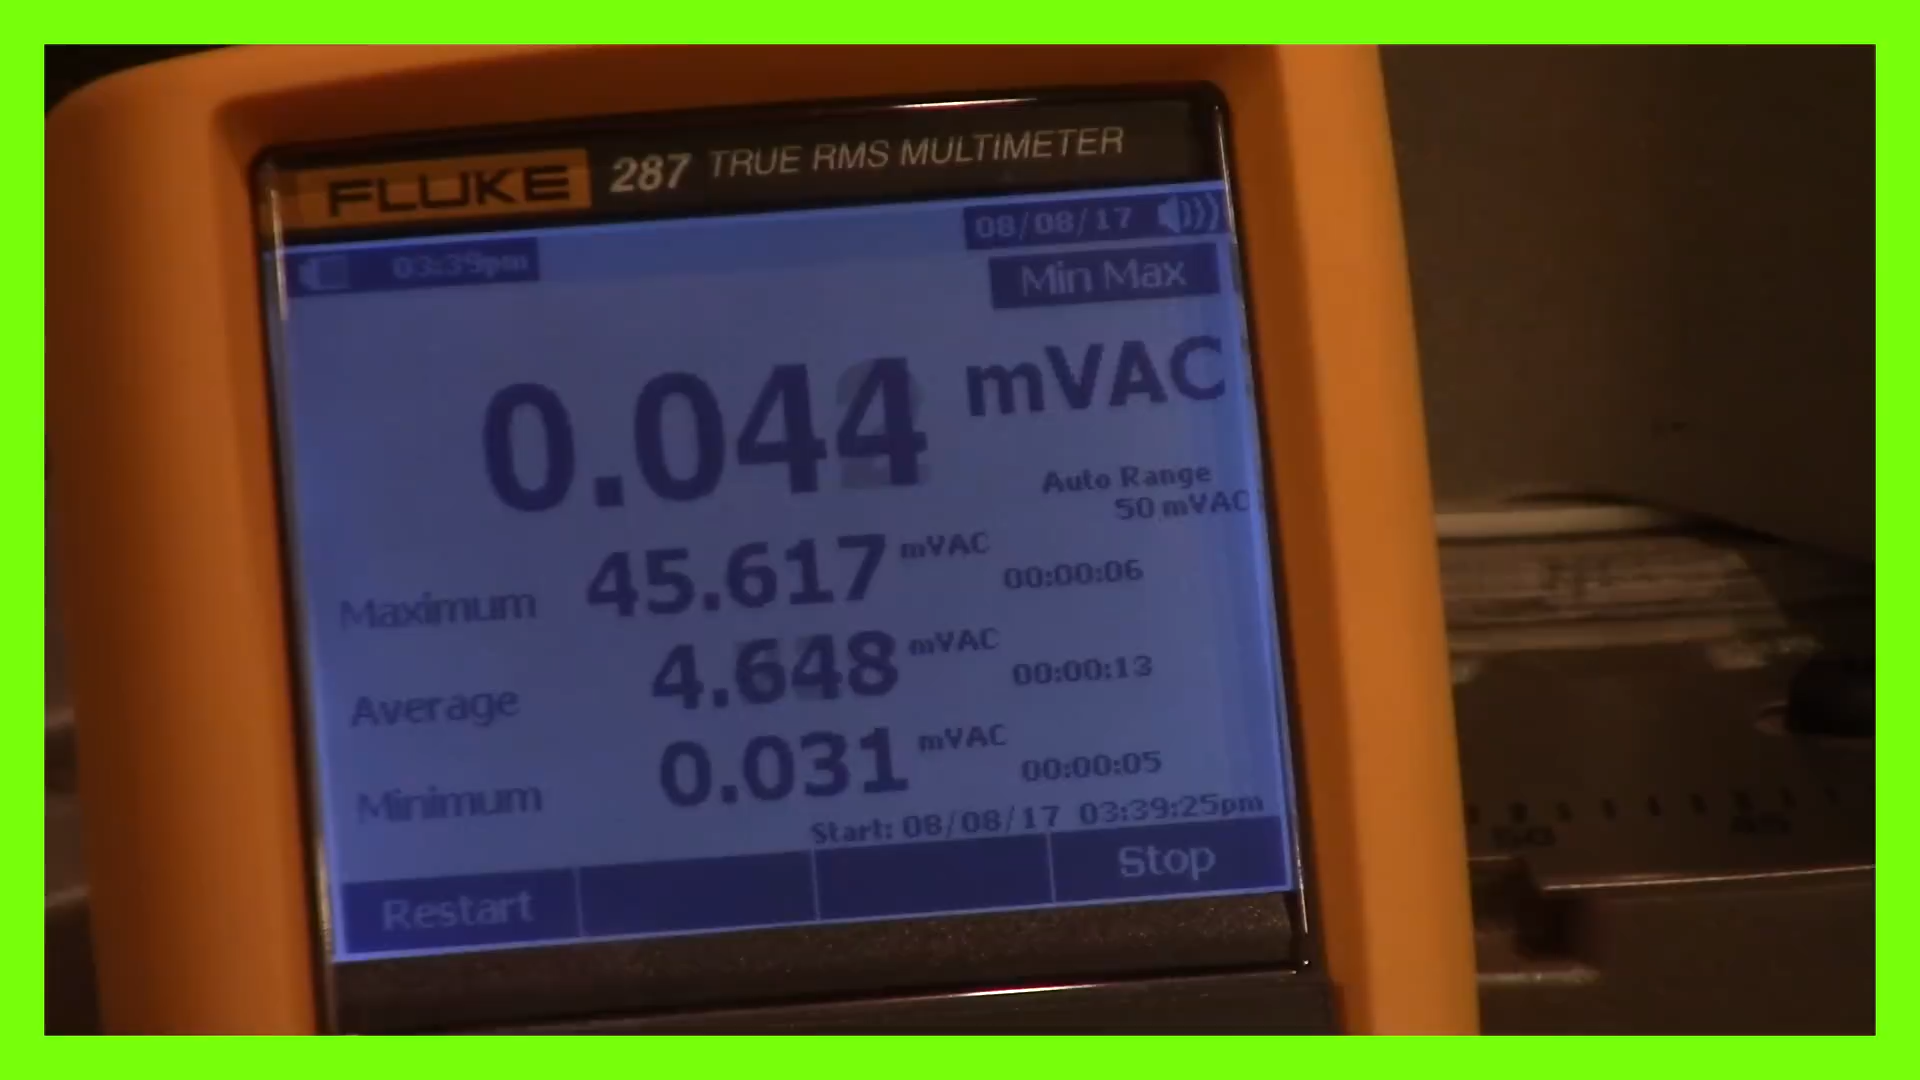 FLUKE 287 TRUE RMS MULTIMETER
03:39pm 08/08/17
Min Max
0.044 mVAC
Auto Range
50 mVAC
Maximum 45.617 mVAC 00:00:06
Average 4.648 mVAC 00:00:13
Minimum 0.031 mVAC 00:00:05
Start: 08/08/17 03:39:25pm
Restart Stop